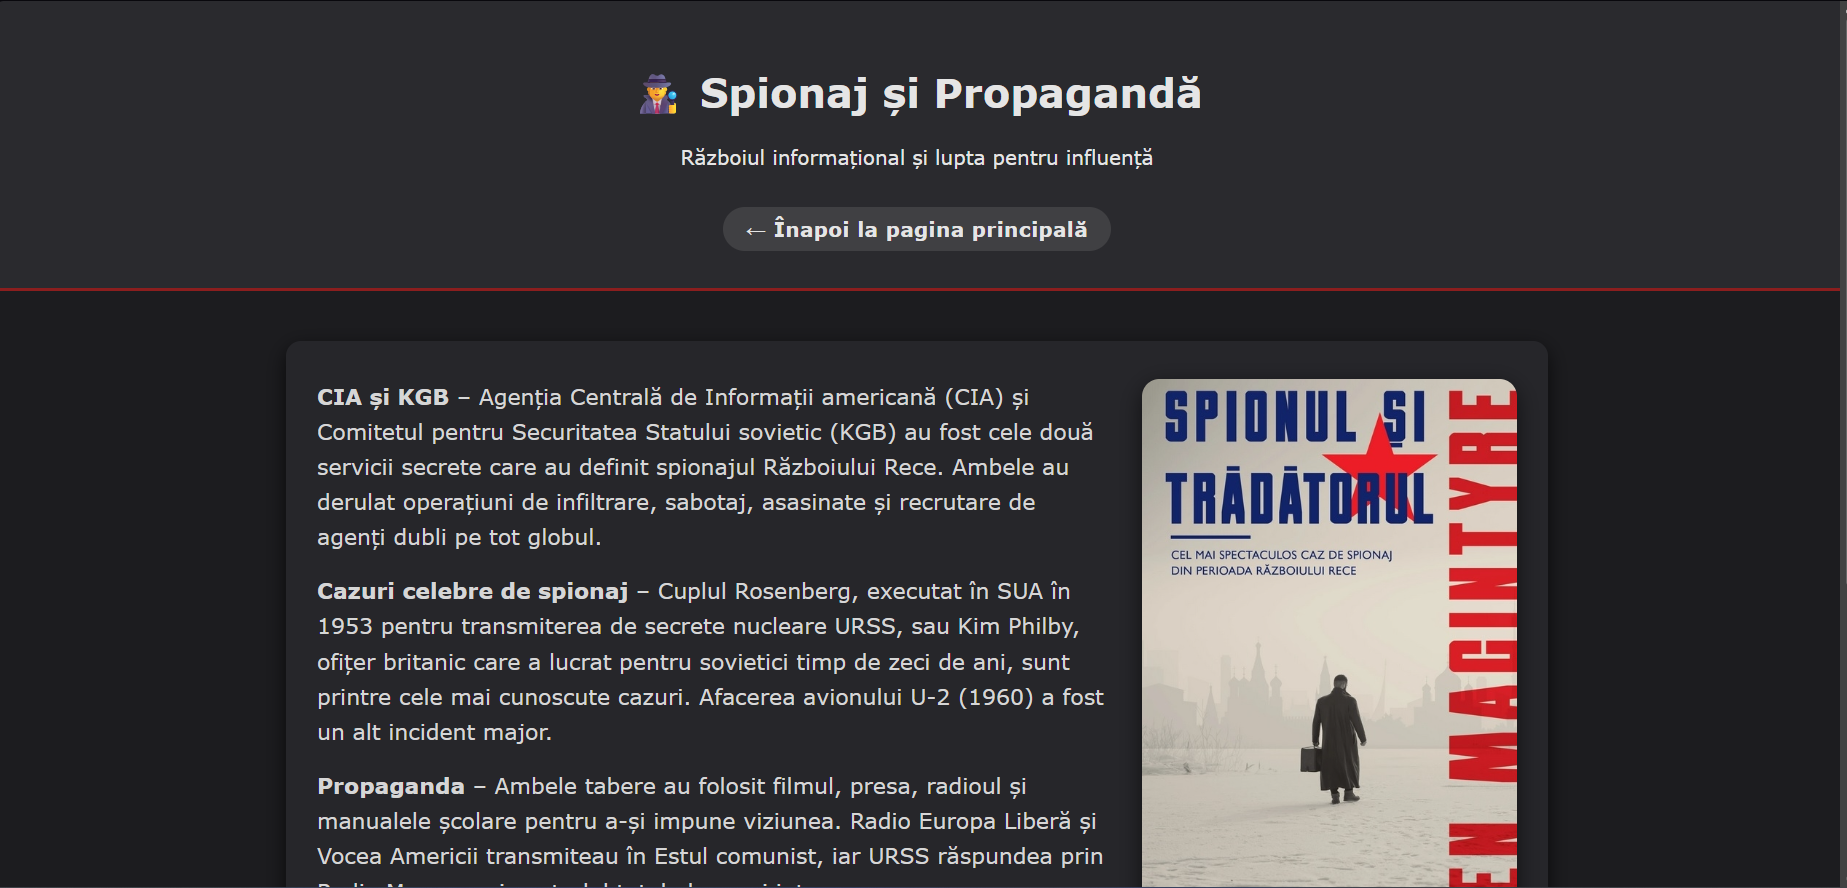 Spionaj și Propagandă
Războiul informațional și lupta pentru influență
← Înapoi la pagina principală
CIA și KGB – Agenția Centrală de Informații americană (CIA) și
Comitetul pentru Securitatea Statului sovietic (KGB) au fost cele două
servicii secrete care au definit spionajul Războiului Rece. Ambele au
derulat operațiuni de infiltrare, sabotaj, asasinate și recrutare de
agenți dubli pe tot globul.
Cazuri celebre de spionaj – Cuplul Rosenberg, executat în SUA în
1953 pentru transmiterea de secrete nucleare URSS, sau Kim Philby,
ofițer britanic care a lucrat pentru sovietici timp de zeci de ani, sunt
printre cele mai cunoscute cazuri. Afacerea avionului U-2 (1960) a fost
un alt incident major.
Propaganda – Ambele tabere au folosit filmul, presa, radioul și
manualele școlare pentru a-și impune viziunea. Radio Europa Liberă și
Vocea Americii transmiteau în Estul comunist, iar URSS răspundea prin
SPIONUL ȘI
TRĂDĂTORUL
CEL MAI SPECTACULOS CAZ DE SPIONAJ
DIN PERIOADA RĂZBOIULUI RECE
EN MACINTYRE